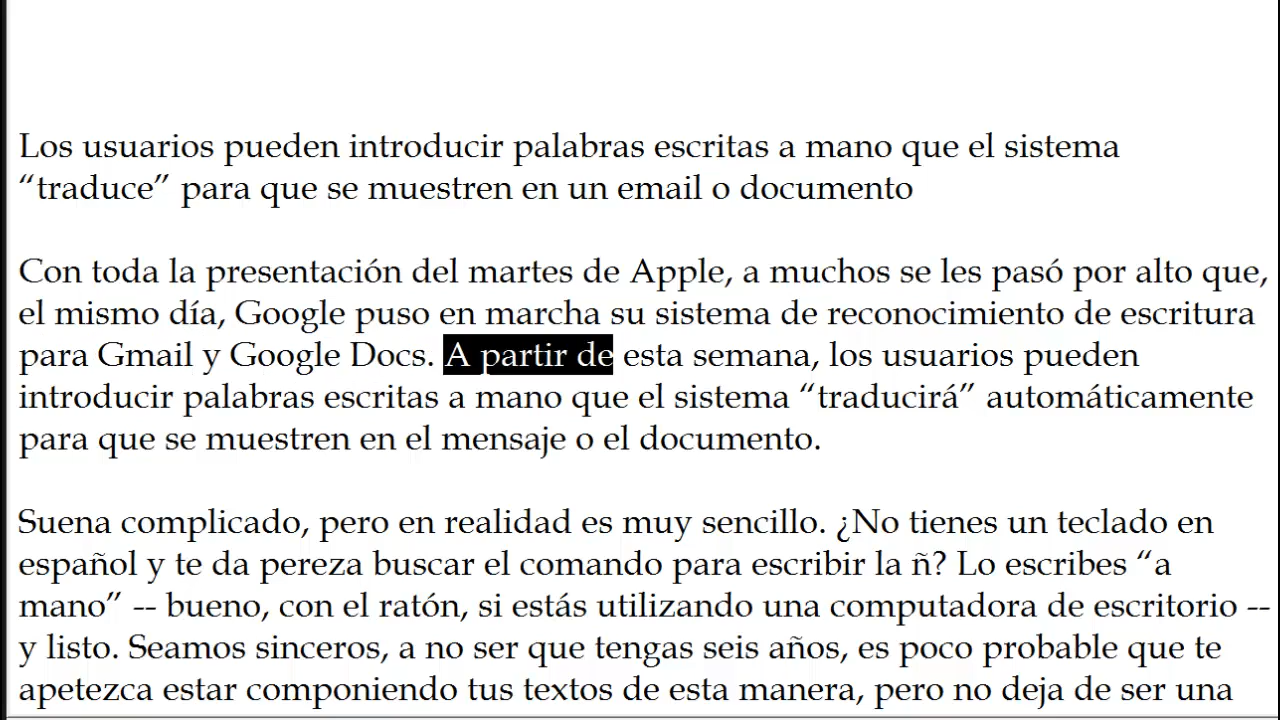 Los usuarios pueden introducir palabras escritas a mano que el sistema
“traduce” para que se muestren en un email o documento
Con toda la presentación del martes de Apple, a muchos se les pasó por alto que,
el mismo día, Google puso en marcha su sistema de reconocimiento de escritura
para Gmail y Google Docs. A partir de esta semana, los usuarios pueden
introducir palabras escritas a mano que el sistema “traducirá” automáticamente
para que se muestren en el mensaje o el documento.
Suena complicado, pero en realidad es muy sencillo. ¿No tienes un teclado en
español y te da pereza buscar el comando para escribir la ñ? Lo escribes “a
mano” -- bueno, con el ratón, si estás utilizando una computadora de escritorio --
y listo. Seamos sinceros, a no ser que tengas seis años, es poco probable que te
apetezca estar componiendo tus textos de esta manera, pero no deja de ser una